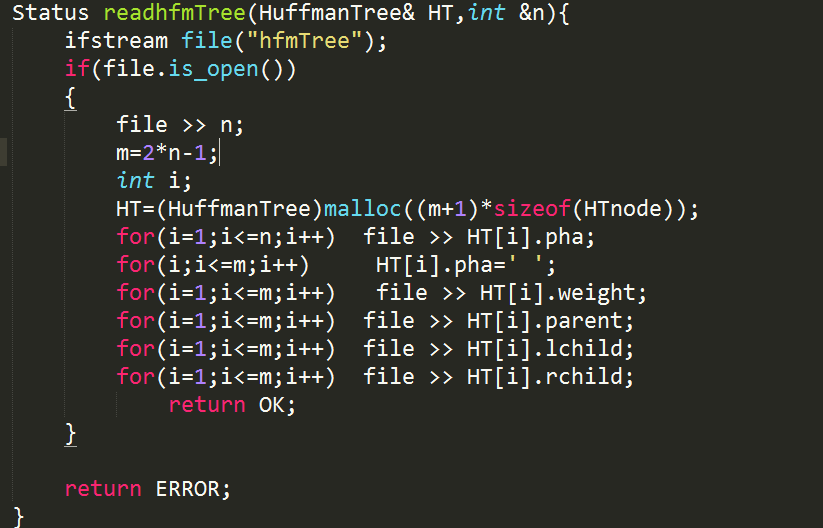 Status readhfmTree(HuffmanTree& HT,int &n){
    ifstream file("hfmTree");
    if(file.is_open())
    {
        file >> n;
        m=2*n-1;
        int i;
        HT=(HuffmanTree)malloc((m+1)*sizeof(HTnode));
        for(i=1;i<=n;i++)  file >> HT[i].pha;
        for(i;i<=m;i++)     HT[i].pha=' ';
        for(i=1;i<=m;i++)   file >> HT[i].weight;
        for(i=1;i<=m;i++)  file >> HT[i].parent;
        for(i=1;i<=m;i++)  file >> HT[i].lchild;
        for(i=1;i<=m;i++)  file >> HT[i].rchild;
            return OK;
    }
    return ERROR;
}